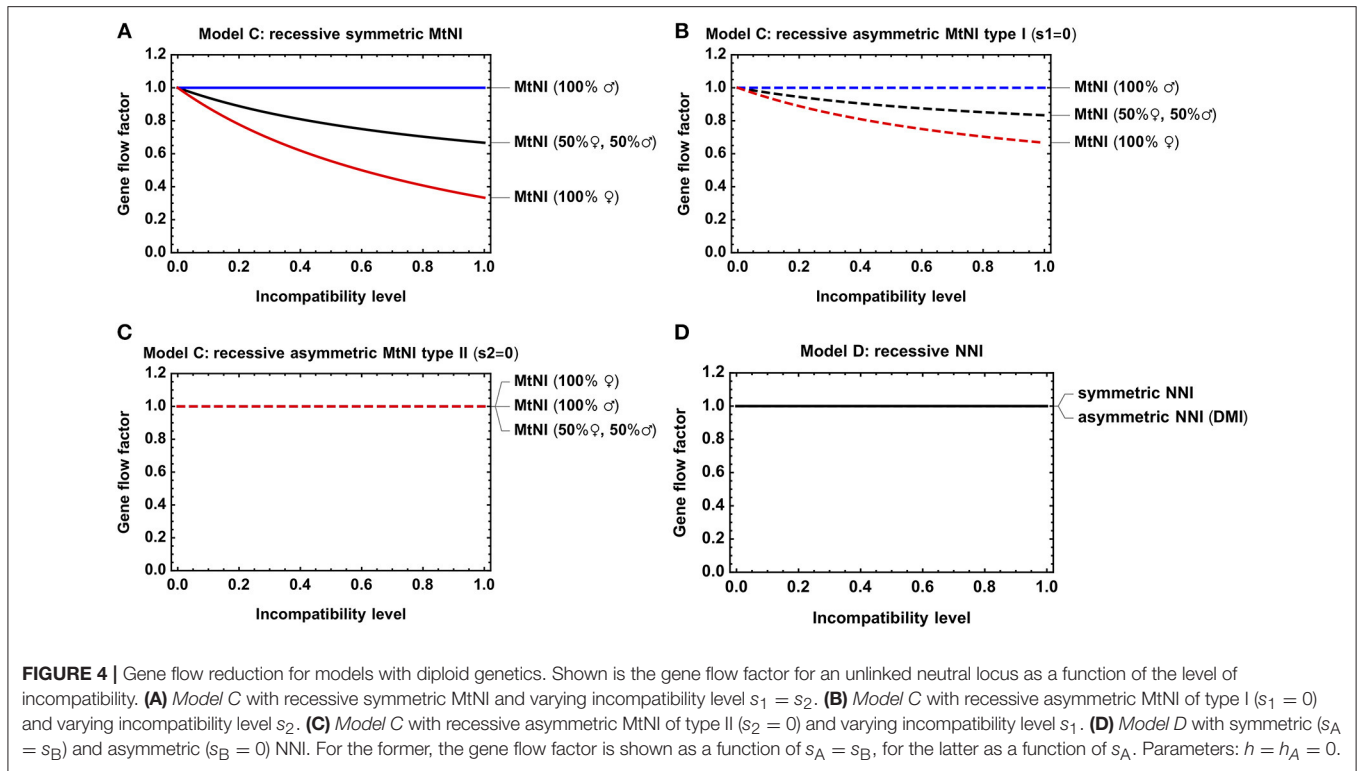 A
Model C: recessive symmetric MtNI
Gene flow factor
1.2
1.0
0.8
0.6
0.4
0.2
0.0
0.0 0.2 0.4 0.6 0.8 1.0
Incompatibility level
MtNI (100% ♂)
MtNI (50%♀, 50%♂)
MtNI (100% ♀)
B
Model C: recessive asymmetric MtNI type I (s1=0)
Gene flow factor
1.2
1.0
0.8
0.6
0.4
0.2
0.0
0.0 0.2 0.4 0.6 0.8 1.0
Incompatibility level
MtNI (100% ♂)
MtNI (50%♀, 50%♂)
MtNI (100% ♀)
C
Model C: recessive asymmetric MtNI type II (s2=0)
Gene flow factor
1.2
1.0
0.8
0.6
0.4
0.2
0.0
0.0 0.2 0.4 0.6 0.8 1.0
Incompatibility level
MtNI (100% ♀)
MtNI (100% ♂)
MtNI (50%♀, 50%♂)
D
Model D: recessive NNI
Gene flow factor
1.2
1.0
0.8
0.6
0.4
0.2
0.0
0.0 0.2 0.4 0.6 0.8 1.0
Incompatibility level
symmetric NNI
asymmetric NNI (DMI)
FIGURE 4 | Gene flow reduction for models with diploid genetics. Shown is the gene flow factor for an unlinked neutral locus as a function of the level of
incompatibility. (A) Model C with recessive symmetric MtNI and varying incompatibility level s₁ = s₂. (B) Model C with recessive asymmetric MtNI of type I (s₁ = 0)
and varying incompatibility level s₂. (C) Model C with recessive asymmetric MtNI of type II (s₂ = 0) and varying incompatibility level s₁. (D) Model D with symmetric (s_A
= s_B) and asymmetric (s_B = 0) NNI. For the former, the gene flow factor is shown as a function of s_A = s_B, for the latter as a function of s_A. Parameters: h = h_A = 0.